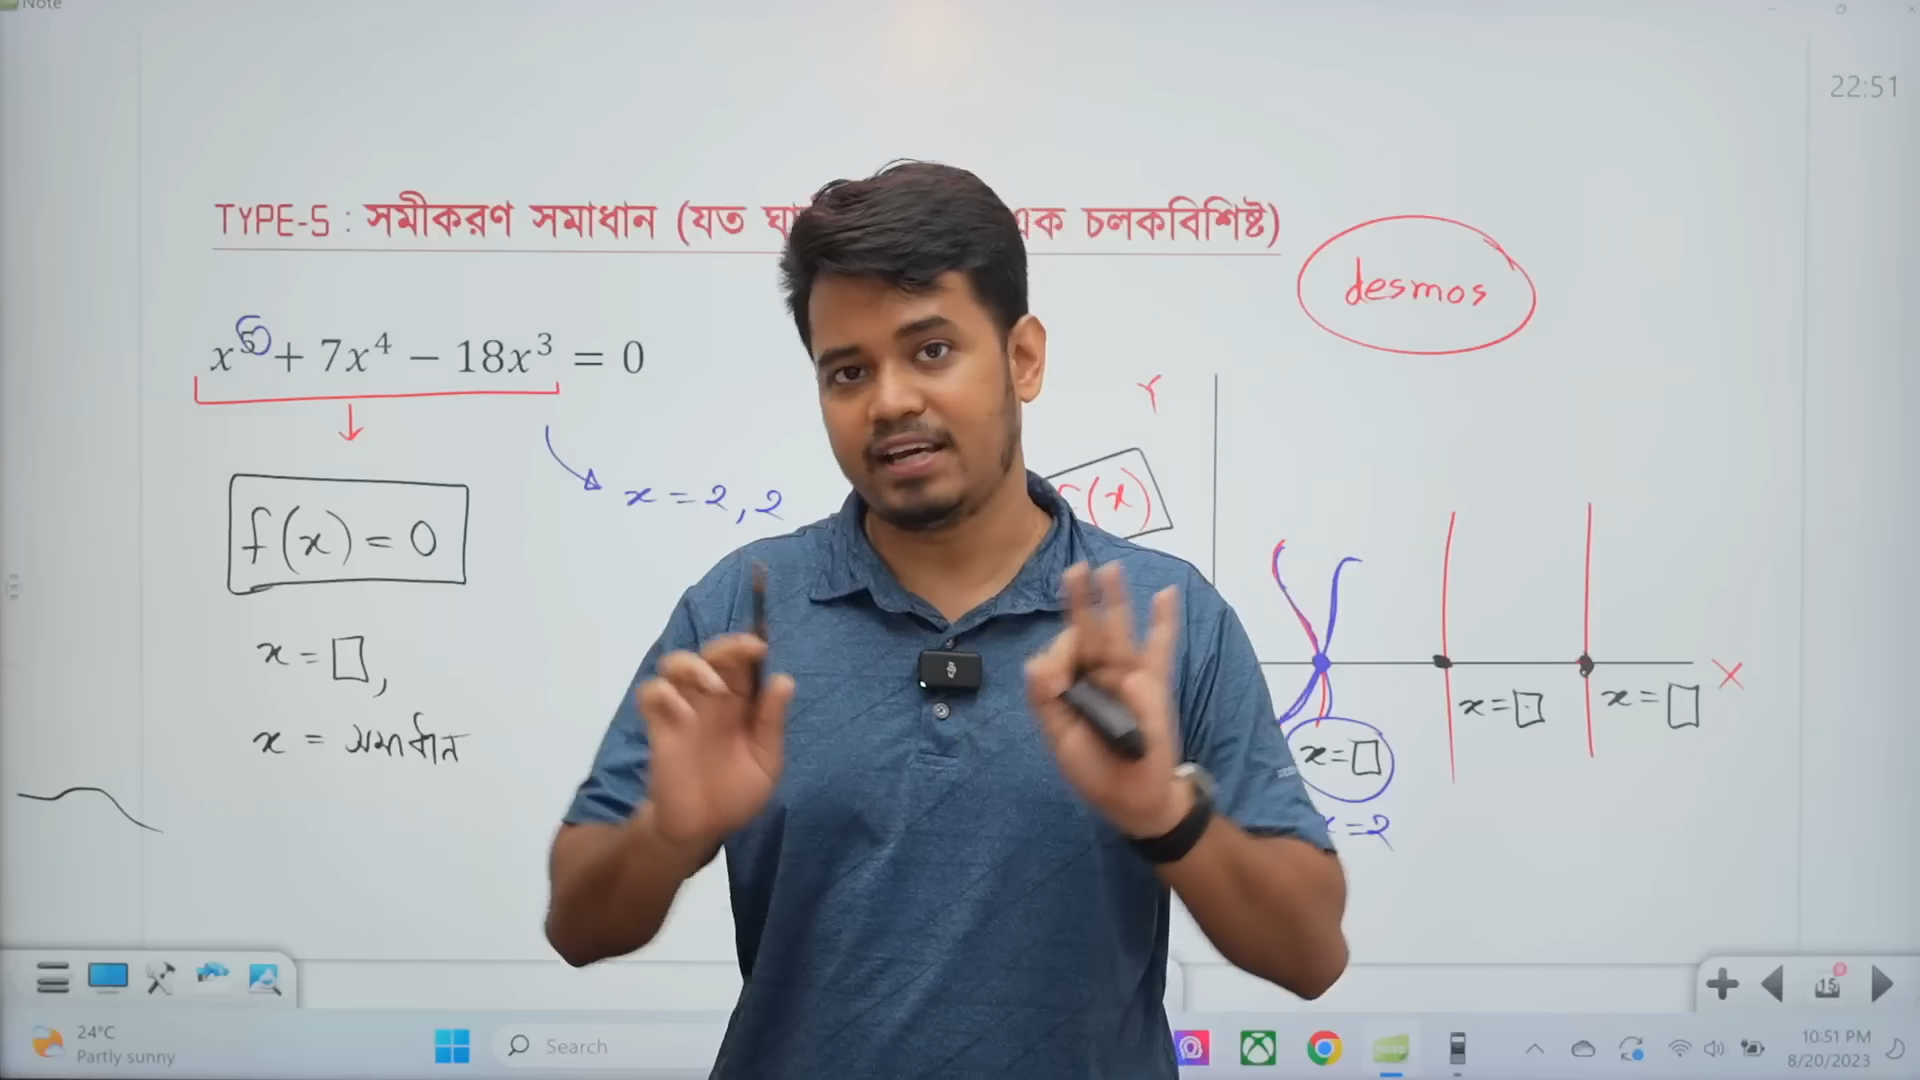 Note
22:51
TYPE-5 : সমীকরণ সমাধান (যত ঘা এক চলকবিশিষ্ট)
desmos
x⁵ + 7x⁴ − 18x³ = 0
Y
x = 2, 2
f(x)
f(x) = 0
x = □,
x = □
x = □
X
x = সমাধান
x = □
x = 2
15
24°C
Partly sunny
Search
10:51 PM
8/20/2023